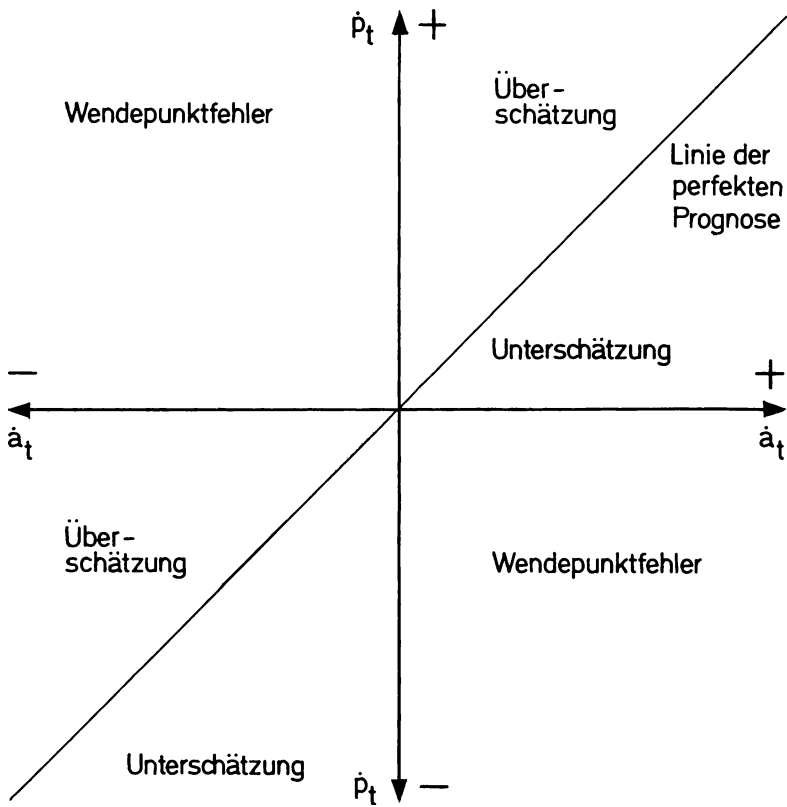 ṗt +
Wendepunktfehler
Über-
schätzung
Linie der
perfekten
Prognose
Unterschätzung
− +
ȧt ȧt
Über-
schätzung
Wendepunktfehler
Unterschätzung
ṗt −